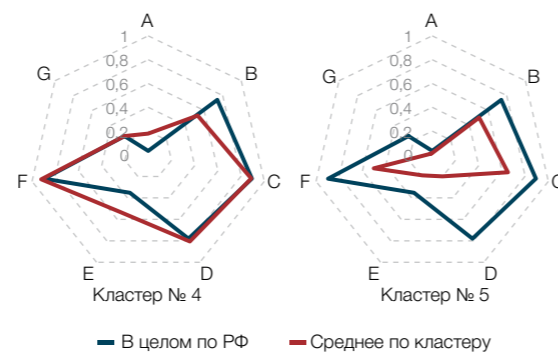 A
B
C
D
E
F
G
1
0,8
0,6
0,4
0,2
0
Кластер № 4
A
B
C
D
E
F
G
1
0,8
0,6
0,4
0,2
0
Кластер № 5
В целом по РФ
Среднее по кластеру